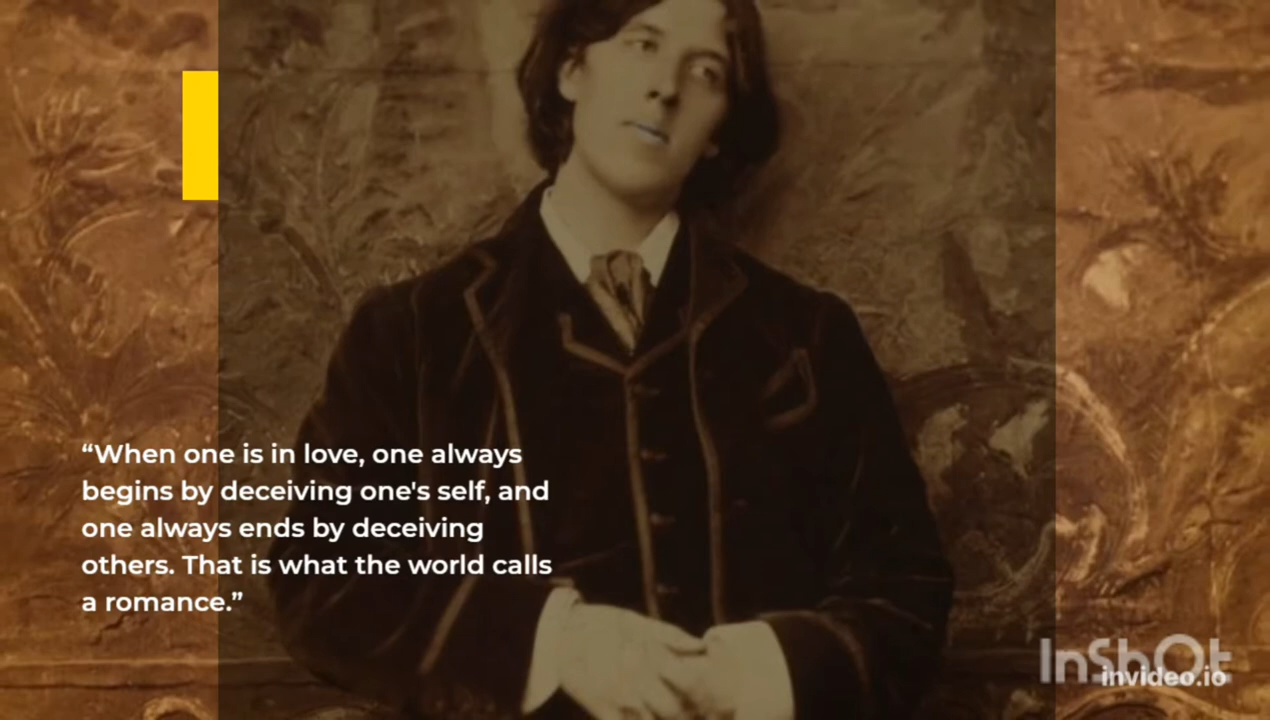 “When one is in love, one always
begins by deceiving one's self, and
one always ends by deceiving
others. That is what the world calls
a romance.”
InShOt
invideo.io